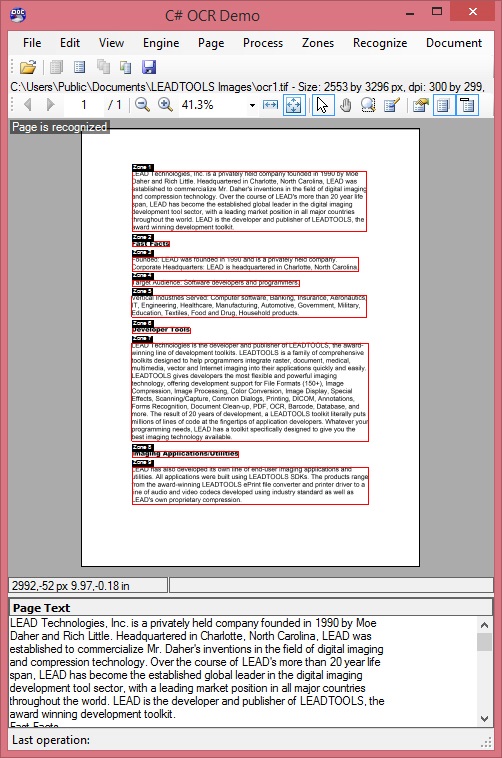 C# OCR Demo
File Edit View Engine Page Process Zones Recognize Document
C:\Users\Public\Documents\LEADTOOLS Images\ocr1.tif - Size: 2553 by 3296 px, dpi: 300 by 299,
1 / 1 41.3%
Page is recognized
Zone 1
LEAD Technologies, Inc. is a privately held company founded in 1990 by Moe
Daher and Rich Little. Headquartered in Charlotte, North Carolina, LEAD was
established to commercialize Mr. Daher's inventions in the field of digital imaging
and compression technology. Over the course of LEAD's more than 20 year life
span, LEAD has become the established global leader in the digital imaging
development tool sector, with a leading market position in all major countries
throughout the world. LEAD is the developer and publisher of LEADTOOLS, the
award winning development toolkit.
Zone 2
Fast Facts
Zone 3
Founded: LEAD was founded in 1990 and is a privately held company.
Corporate Headquarters: LEAD is headquartered in Charlotte, North Carolina.
Zone 4
Target Audience: Software developers and programmers.
Zone 5
Vertical Industries Served: Computer software, Banking, Insurance, Aeronautics,
IT, Engineering, Healthcare, Manufacturing, Automotive, Government, Military,
Education, Textiles, Food and Drug, Household products.
Zone 6
Developer Tools
Zone 7
LEAD Technologies is the developer and publisher of LEADTOOLS, the award-
winning line of development toolkits. LEADTOOLS is a family of comprehensive
toolkits designed to help programmers integrate raster, document, medical,
multimedia, vector and Internet imaging into their applications quickly and easily.
LEADTOOLS gives developers the most flexible and powerful imaging
technology, offering development support for File Formats (150+), Image
Compression, Image Processing, Color Conversion, Image Display, Special
Effects, Scanning/Capture, Common Dialogs, Printing, DICOM, Annotations,
Forms Recognition, Document Clean-up, PDF, OCR, Barcode, Database, and
more. The result of 20 years of development, a LEADTOOLS toolkit literally puts
millions of lines of code at the fingertips of application developers. Whatever your
programming needs, LEAD has a toolkit specifically designed to give you the
best imaging technology available.
Zone 8
Imaging Applications/Utilities
Zone 9
LEAD has also developed its own line of end-user imaging applications and
utilities. All applications were built using LEADTOOLS SDKs. The products range
from the award-winning LEADTOOLS ePrint file converter and printer driver to a
line of audio and video codecs developed using industry standard as well as
LEAD's own proprietary compression.
2992,-52 px 9.97,-0.18 in
Page Text
LEAD Technologies, Inc. is a privately held company founded in 1990 by Moe
Daher and Rich Little. Headquartered in Charlotte, North Carolina, LEAD was
established to commercialize Mr. Daher's inventions in the field of digital imaging
and compression technology. Over the course of LEAD's more than 20 year life
span, LEAD has become the established global leader in the digital imaging
development tool sector, with a leading market position in all major countries
throughout the world. LEAD is the developer and publisher of LEADTOOLS, the
award winning development toolkit.
Fast Facts
Last operation: